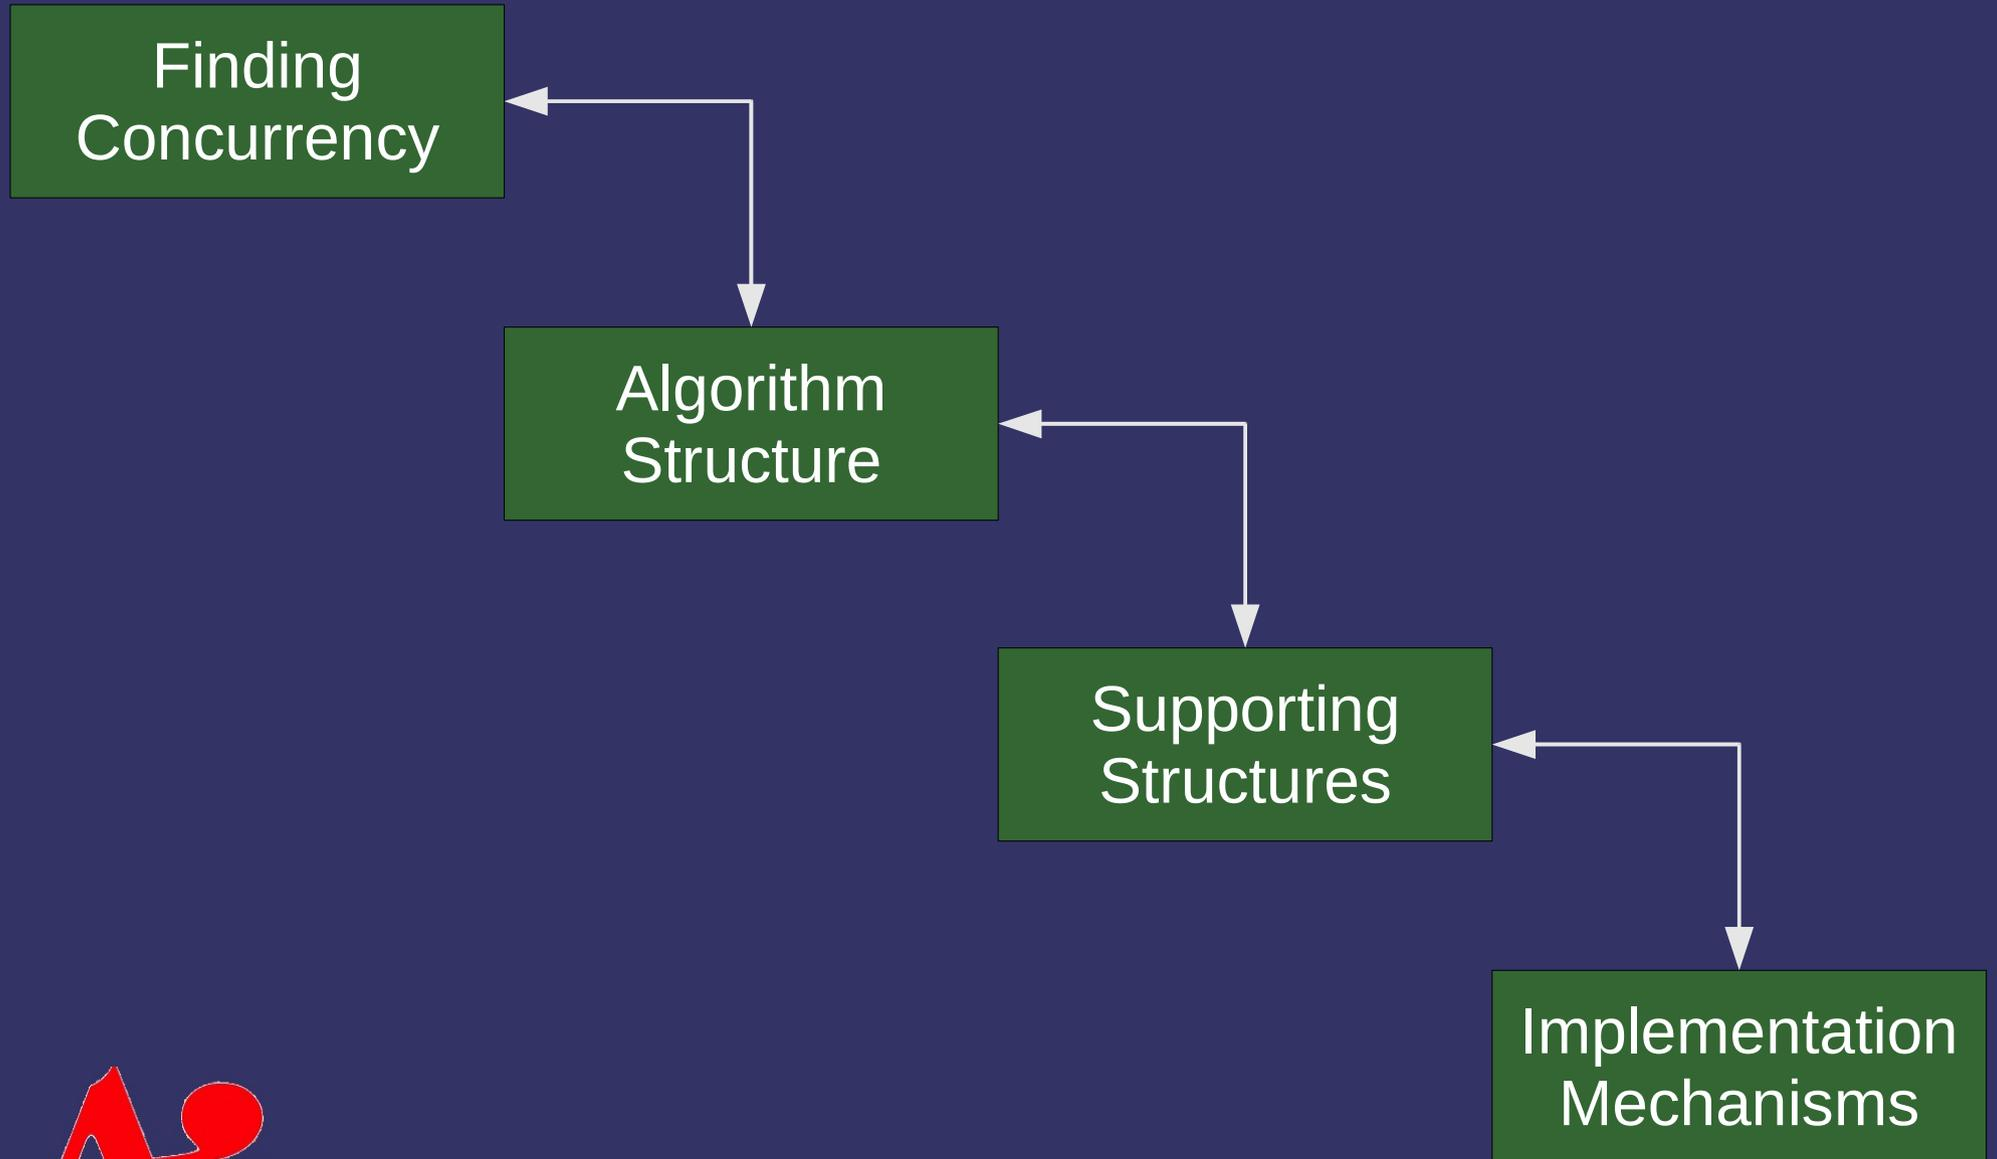 Finding
Concurrency
Algorithm
Structure
Supporting
Structures
Implementation
Mechanisms